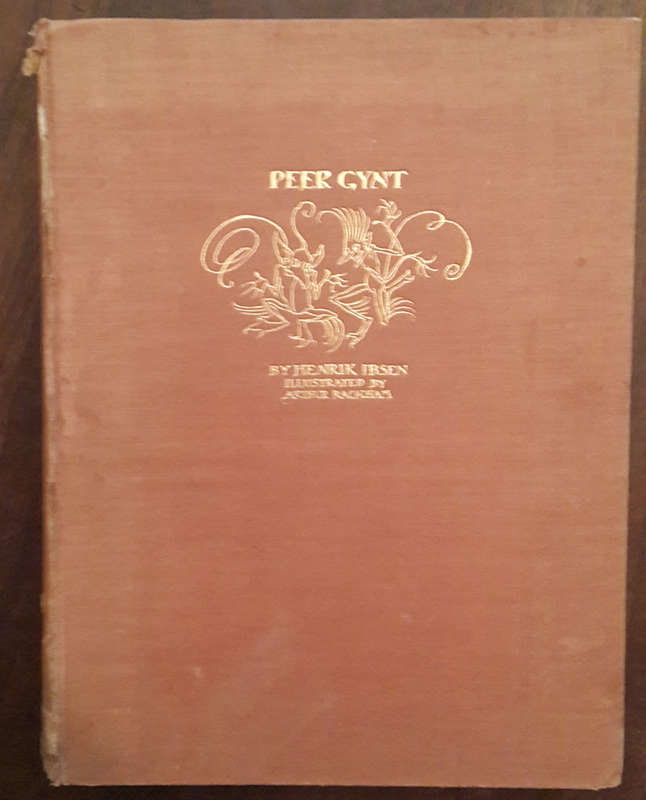 PEER GYNT
BY HENRIK IBSEN
ILLUSTRATED BY
ARTHUR RACKHAM